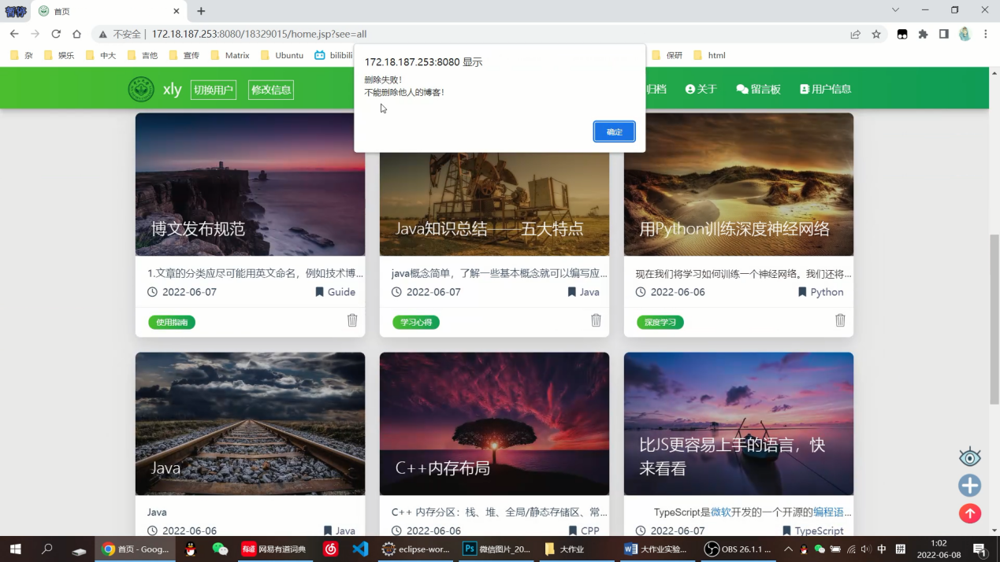 暂停
首页
不安全 | 172.18.187.253:8080/18329015/home.jsp?see=all
杂 娱乐 中大 吉他 宣传 Matrix Ubuntu bilibili 保研 html
172.18.187.253:8080 显示
删除失败!
不能删除他人的博客!
确定
xly 切换用户 修改信息 归档 关于 留言板 用户信息
博文发布规范
Java知识总结——五大特点
用Python训练深度神经网络
1.文章的分类应尽可能用英文命名，例如技术博...
java概念简单，了解一些基本概念就可以编写应...
现在我们将学习如何训练一个神经网络。我们还将...
2022-06-07 Guide
2022-06-07 Java
2022-06-06 Python
使用指南
学习心得
深度学习
Java
C++内存布局
比JS更容易上手的语言，快
来看看
Java
C++ 内存分区：栈、堆、全局/静态存储区、常...
TypeScript是微软开发的一个开源的编程语...
2022-06-06 Java
2022-06-06 CPP
2022-06-07 TypeScript
首页 - Goog...
有道 网易有道词典
eclipse-wor...
Ps 微信图片_20...
大作业
大作业实验...
OBS 26.1.1 ...
中 拼
1:02
2022-06-08
1